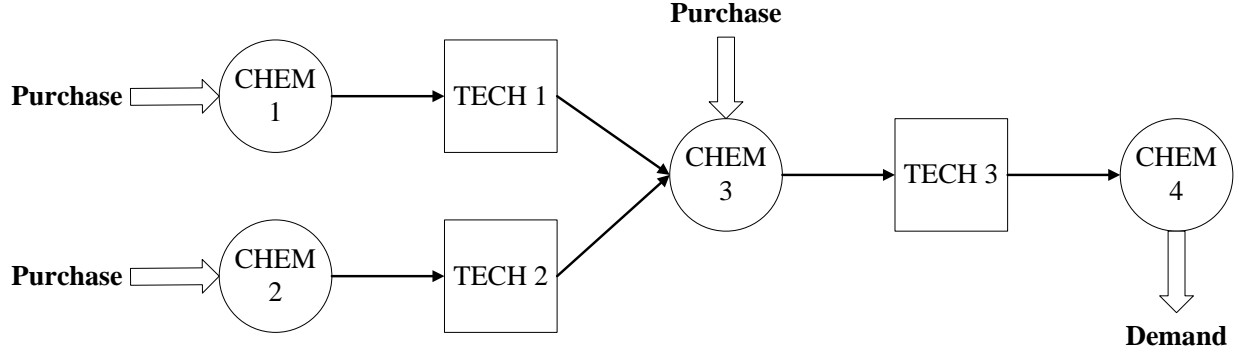 Purchase
Purchase
CHEM
1
TECH 1
CHEM
3
TECH 3
CHEM
4
Purchase
CHEM
2
TECH 2
Demand